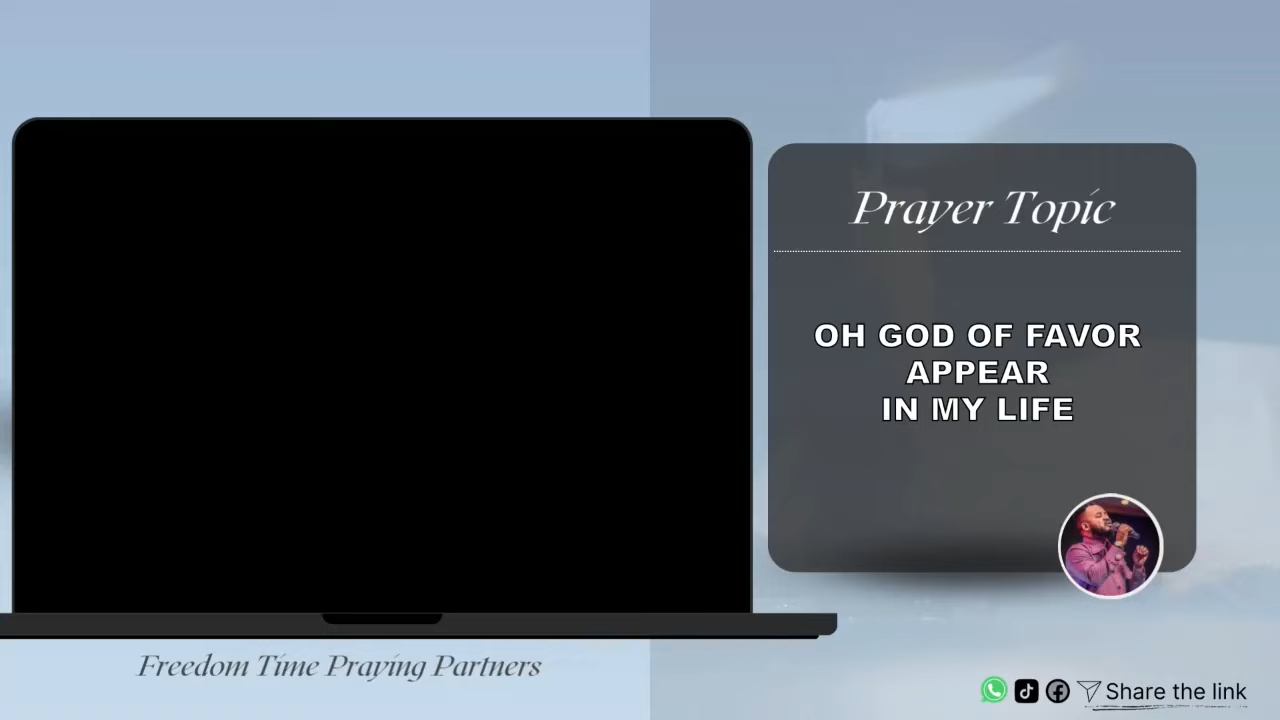 Prayer Topic
OH GOD OF FAVOR
APPEAR
IN MY LIFE
Freedom Time Praying Partners
Share the link